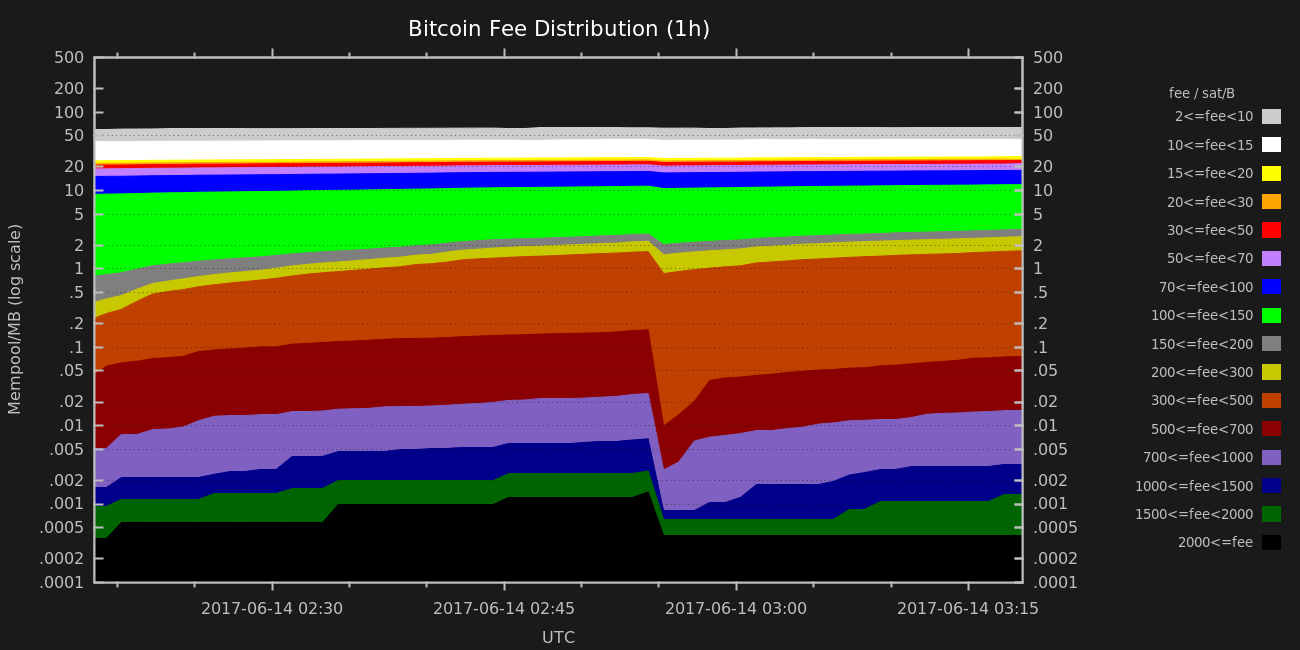 Bitcoin Fee Distribution (1h)
Mempool/MB (log scale)
500 500
200 200
100 100
50 50
20 20
10 10
5 5
2 2
1 1
.5 .5
.2 .2
.1 .1
.05 .05
.02 .02
.01 .01
.005 .005
.002 .002
.001 .001
.0005 .0005
.0002 .0002
.0001 .0001
2017-06-14 02:30 2017-06-14 02:45 2017-06-14 03:00 2017-06-14 03:15
UTC
fee / sat/B
2<=fee<10
10<=fee<15
15<=fee<20
20<=fee<30
30<=fee<50
50<=fee<70
70<=fee<100
100<=fee<150
150<=fee<200
200<=fee<300
300<=fee<500
500<=fee<700
700<=fee<1000
1000<=fee<1500
1500<=fee<2000
2000<=fee